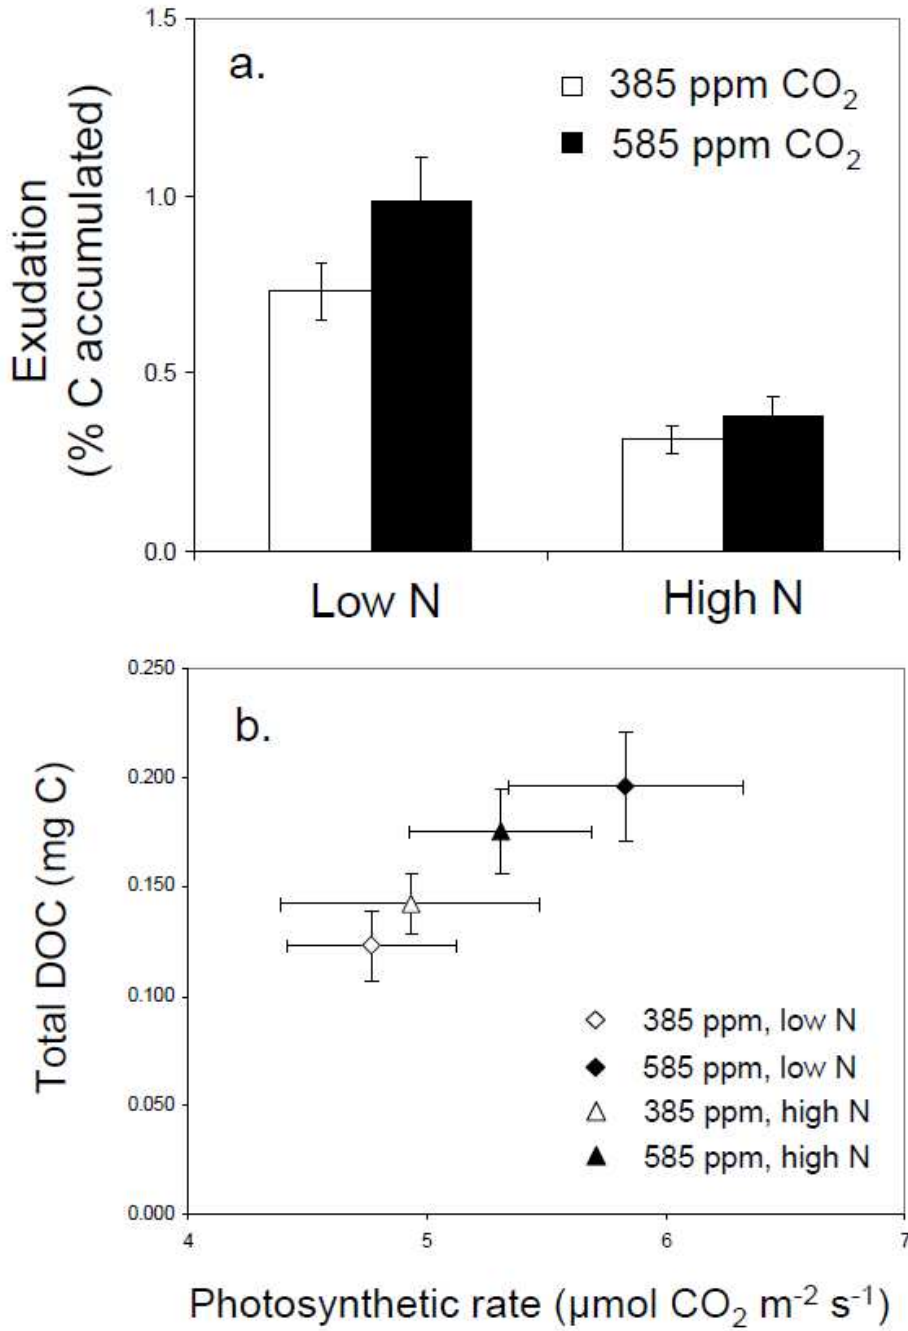 1.5
a.
385 ppm CO₂
585 ppm CO₂
1.0
0.5
0.0
Exudation
(% C accumulated)
Low N
High N
0.250
b.
0.200
0.150
0.100
0.050
0.000
Total DOC (mg C)
385 ppm, low N
585 ppm, low N
385 ppm, high N
585 ppm, high N
4
5
6
7
Photosynthetic rate (μmol CO₂ m⁻² s⁻¹)